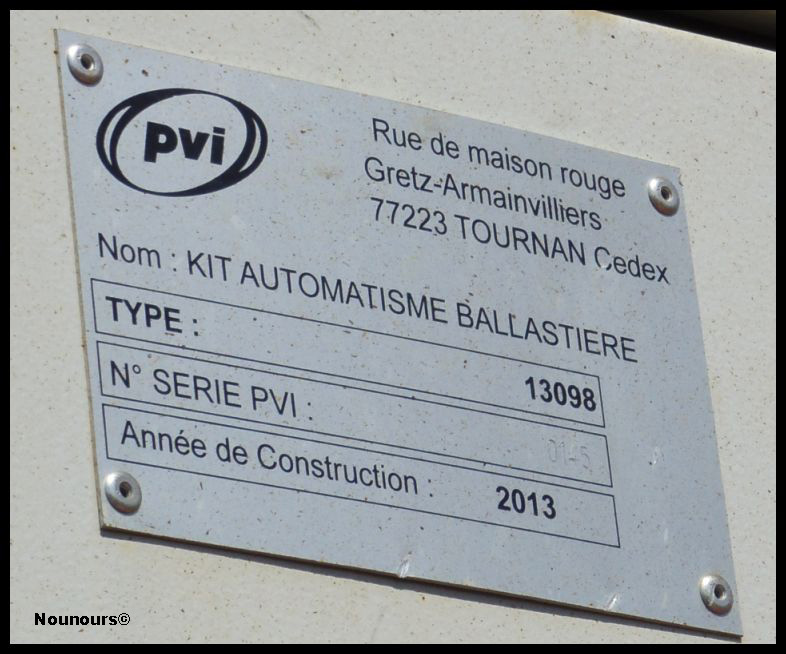 pvi
Rue de maison rouge
Gretz-Armainvilliers
77223 TOURNAN Cedex
Nom : KIT AUTOMATISME BALLASTIERE
TYPE : 13098
N° SERIE PVI : 0145
Année de Construction : 2013
Nounours©